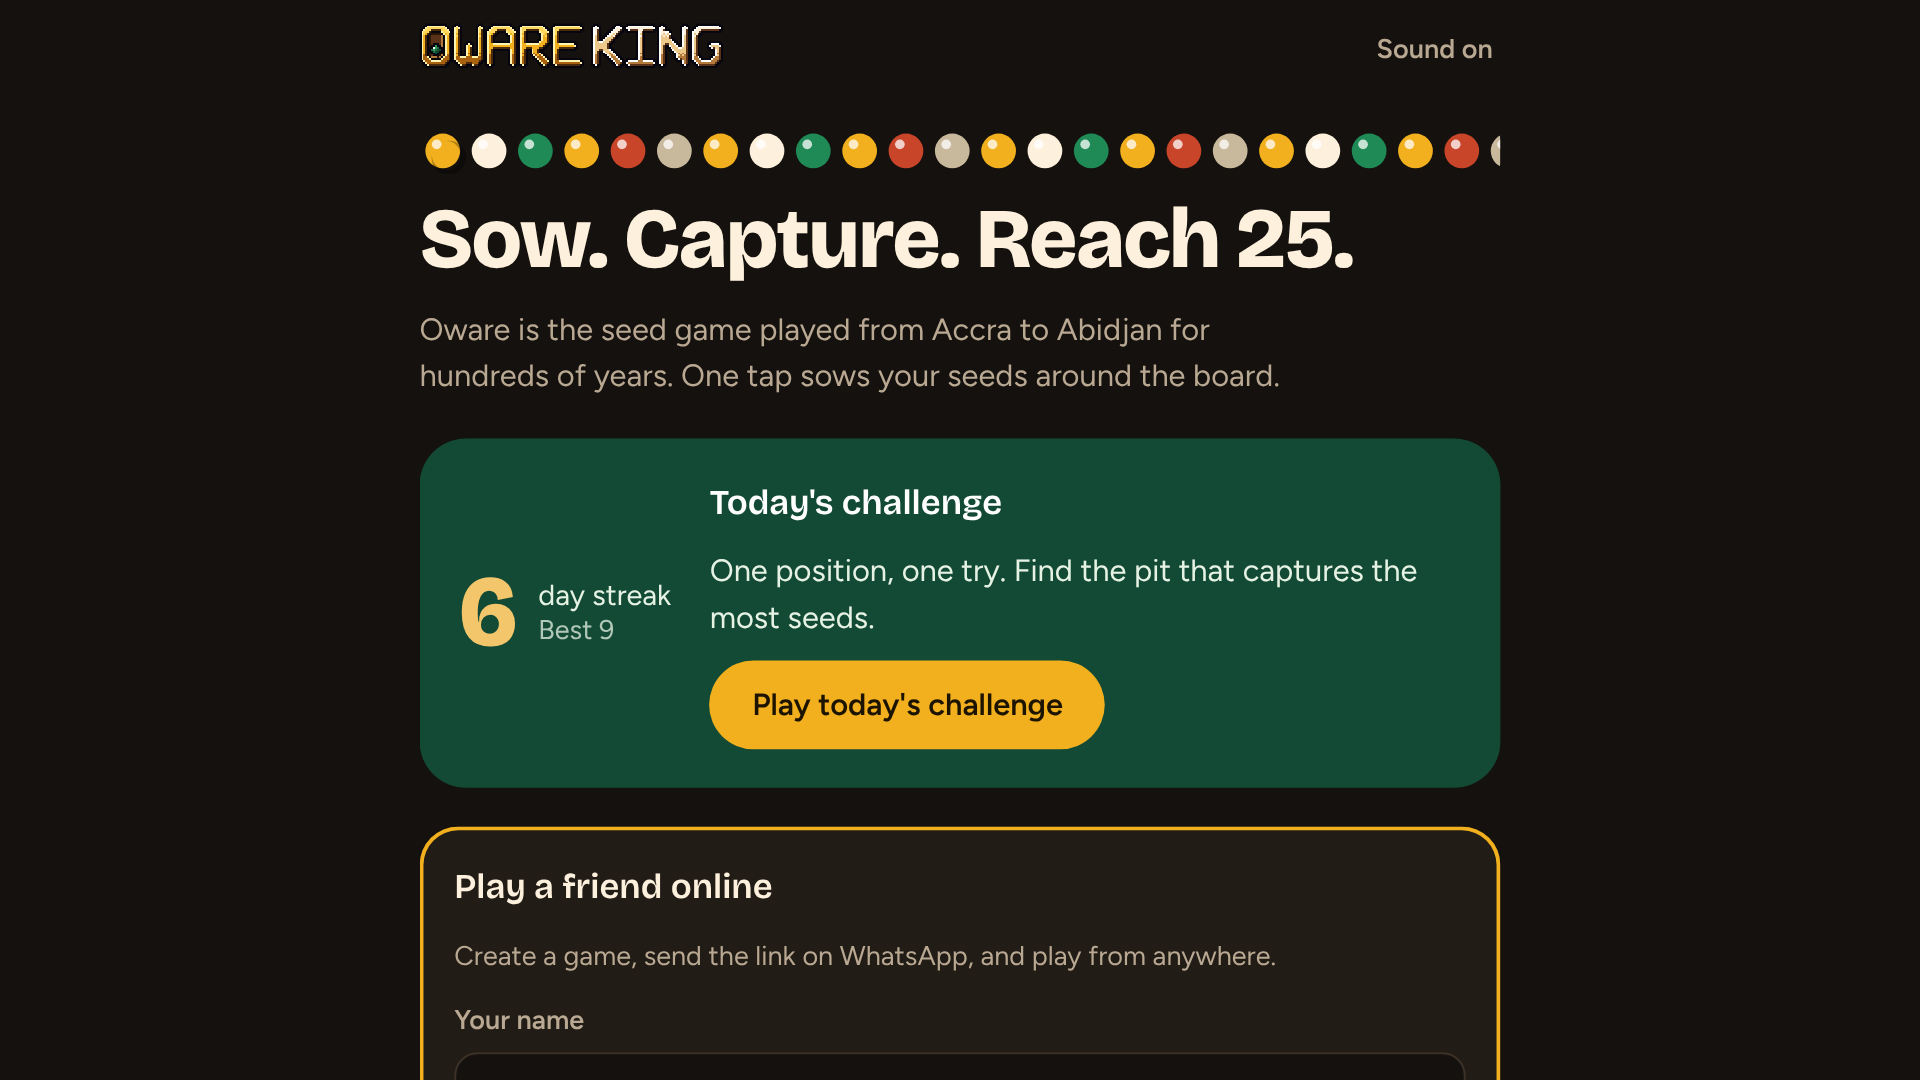 OWARE KING
Sound on
Sow. Capture. Reach 25.
Oware is the seed game played from Accra to Abidjan for
hundreds of years. One tap sows your seeds around the board.
Today's challenge
One position, one try. Find the pit that captures the
most seeds.
6
day streak
Best 9
Play today's challenge
Play a friend online
Create a game, send the link on WhatsApp, and play from anywhere.
Your name